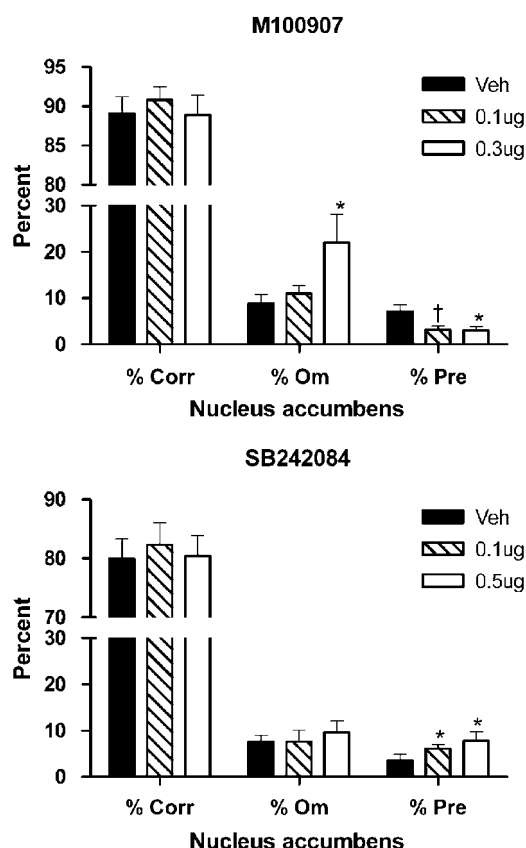 M100907
95
90
85
80
30
20
10
0
Percent
Veh
0.1ug
0.3ug
*
†
*
% Corr
% Om
% Pre
Nucleus accumbens
SB242084
90
80
70
30
20
10
0
Percent
Veh
0.1ug
0.5ug
*
*
% Corr
% Om
% Pre
Nucleus accumbens